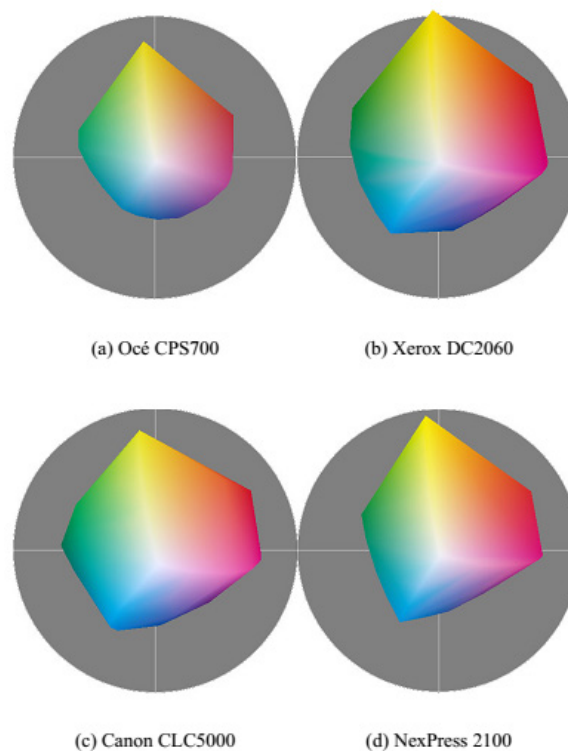 (a) Océ CPS700
(b) Xerox DC2060
(c) Canon CLC5000
(d) NexPress 2100